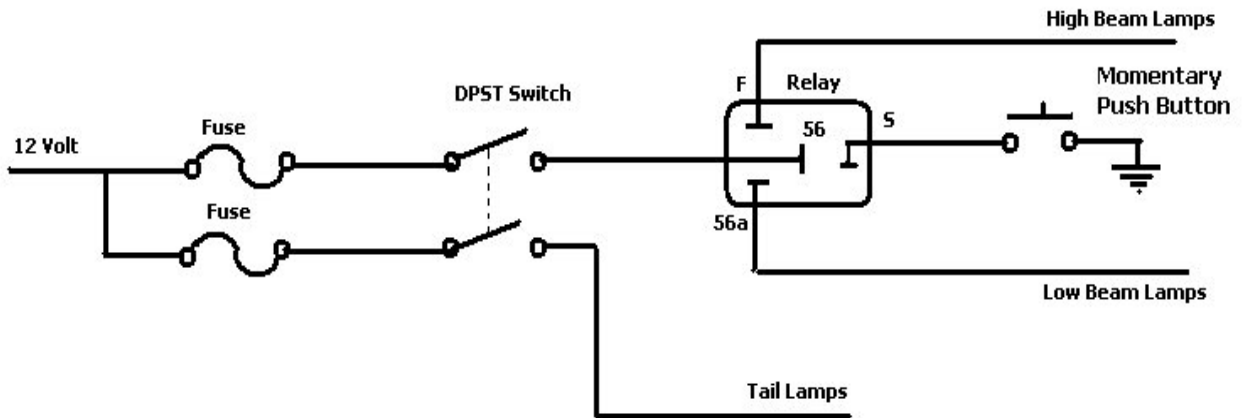 High Beam Lamps
F
Relay
Momentary
Push Button
DPST Switch
56
S
Fuse
12 Volt
Fuse
56a
Low Beam Lamps
Tail Lamps